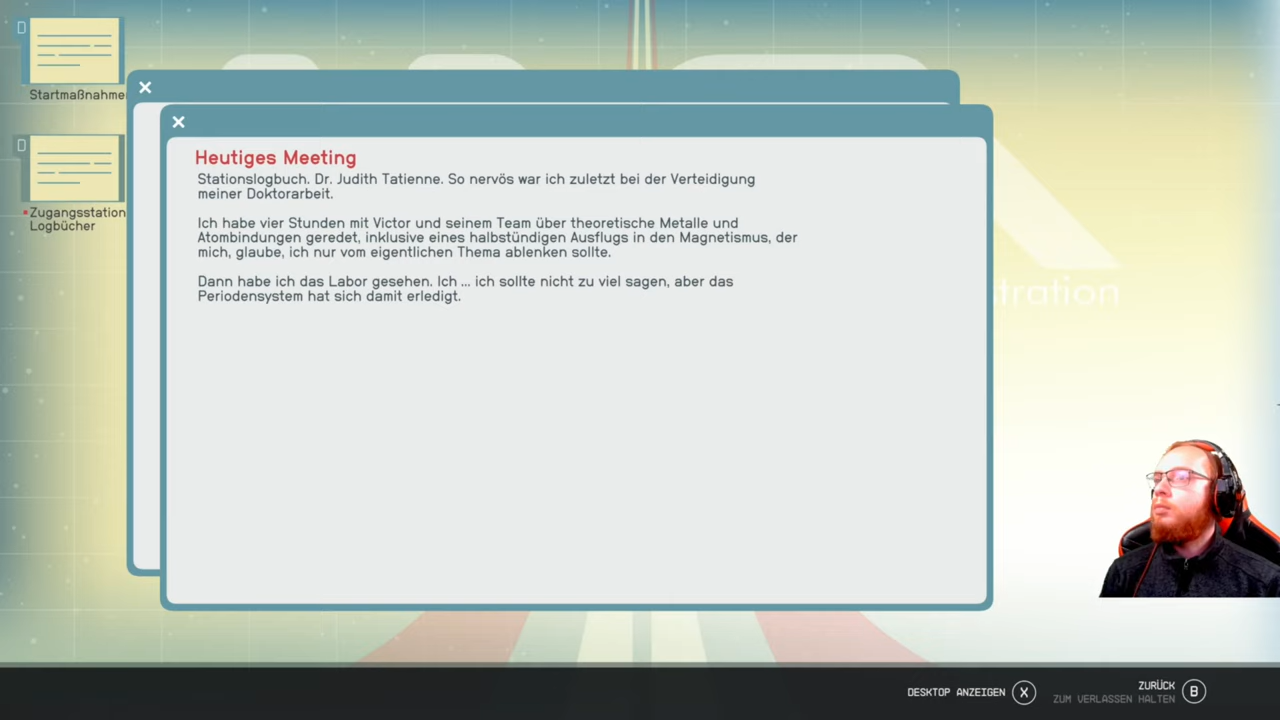 Startmaßnahme
Zugangsstation
Logbücher
Heutiges Meeting
Stationslogbuch. Dr. Judith Tatienne. So nervös war ich zuletzt bei der Verteidigung
meiner Doktorarbeit.
Ich habe vier Stunden mit Victor und seinem Team über theoretische Metalle und
Atombindungen geredet, inklusive eines halbstündigen Ausflugs in den Magnetismus, der
mich, glaube, ich nur vom eigentlichen Thema ablenken sollte.
Dann habe ich das Labor gesehen. Ich ... ich sollte nicht zu viel sagen, aber das
Periodensystem hat sich damit erledigt.
stration
DESKTOP ANZEIGEN X
ZURÜCK B
ZUM VERLASSEN HALTEN